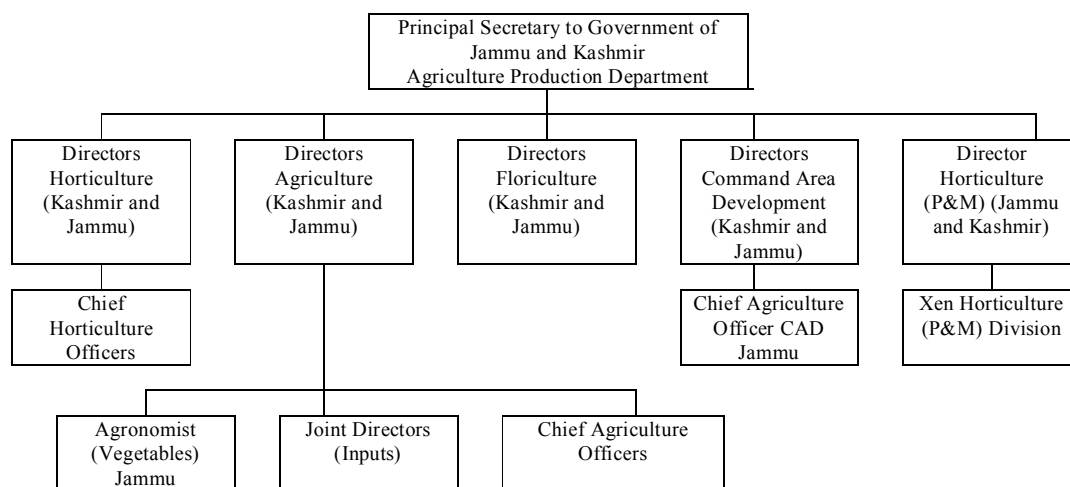 Principal Secretary to Government of
Jammu and Kashmir
Agriculture Production Department
Directors
Horticulture
(Kashmir and
Jammu)
Directors
Agriculture
(Kashmir and
Jammu)
Directors
Floriculture
(Kashmir and
Jammu)
Directors
Command Area
Development
(Kashmir and
Jammu)
Director
Horticulture
(P&M) (Jammu
and Kashmir)
Chief
Horticulture
Officers
Chief Agriculture
Officer CAD
Jammu
Xen Horticulture
(P&M) Division
Agronomist
(Vegetables)
Jammu
Joint Directors
(Inputs)
Chief Agriculture
Officers